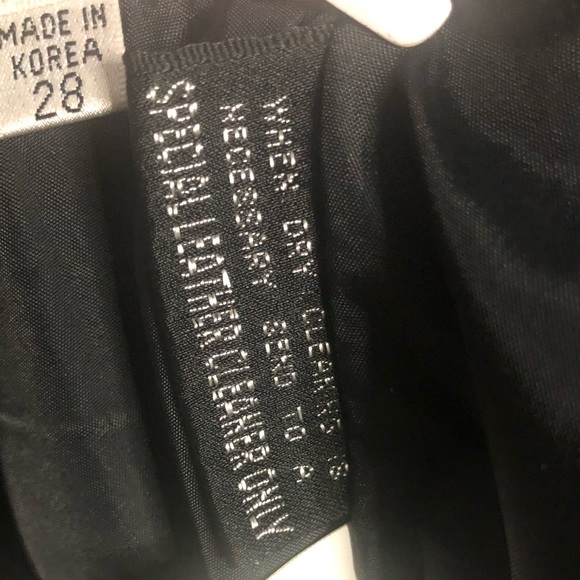 MADE IN
KOREA
28
WHEN DRY CLEANING IS
NECESSARY SEND TO A
SPECIAL LEATHER CLEANER ONLY